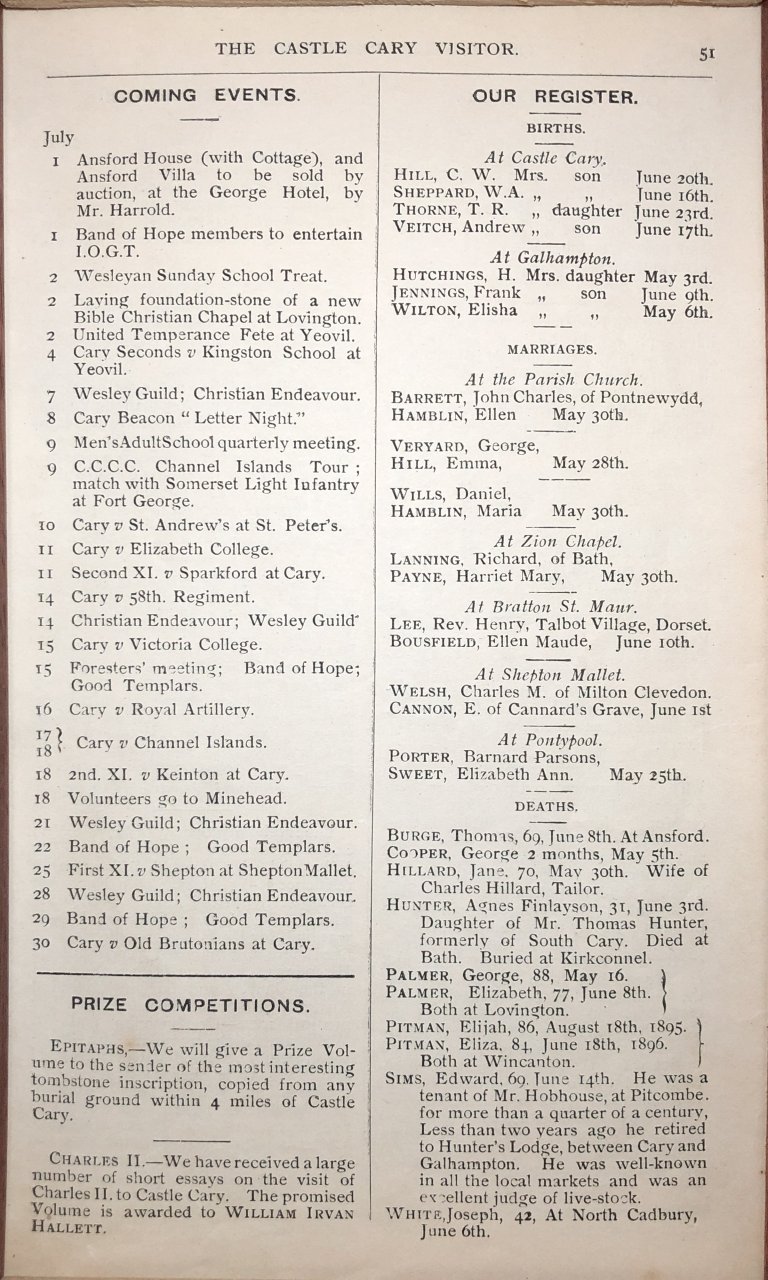 THE CASTLE CARY VISITOR.
51
COMING EVENTS.
July
1 Ansford House (with Cottage), and
Ansford Villa to be sold by
auction, at the George Hotel, by
Mr. Harrold.
1 Band of Hope members to entertain
I.O.G.T.
2 Wesleyan Sunday School Treat.
2 Laying foundation-stone of a new
Bible Christian Chapel at Lovington.
2 United Temperance Fete at Yeovil.
4 Cary Seconds v Kingston School at
Yeovil.
7 Wesley Guild; Christian Endeavour.
8 Cary Beacon "Letter Night."
9 Men's Adult School quarterly meeting.
9 C.C.C.C. Channel Islands Tour;
match with Somerset Light Infantry
at Fort George.
10 Cary v St. Andrew's at St. Peter's.
11 Cary v Elizabeth College.
11 Second XI. v Sparkford at Cary.
14 Cary v 58th. Regiment.
14 Christian Endeavour; Wesley Guild
15 Cary v Victoria College.
15 Foresters' meeting; Band of Hope;
Good Templars.
16 Cary v Royal Artillery.
17
18 } Cary v Channel Islands.
18 2nd. XI. v Keinton at Cary.
18 Volunteers go to Minehead.
21 Wesley Guild; Christian Endeavour.
22 Band of Hope; Good Templars.
25 First XI. v Shepton at Shepton Mallet.
28 Wesley Guild; Christian Endeavour.
29 Band of Hope; Good Templars.
30 Cary v Old Brutonians at Cary.
PRIZE COMPETITIONS.
EPITAPHS,—We will give a Prize Vol-
ume to the sender of the most interesting
tombstone inscription, copied from any
burial ground within 4 miles of Castle
Cary.
CHARLES II.—We have received a large
number of short essays on the visit of
Charles II. to Castle Cary. The promised
Volume is awarded to WILLIAM IRVAN
HALLETT.
OUR REGISTER.
BIRTHS.
At Castle Cary.
HILL, C. W. Mrs. son June 20th.
SHEPPARD, W.A. „ „ June 16th.
THORNE, T. R. „ daughter June 23rd.
VEITCH, Andrew „ son June 17th.
At Galhampton.
HUTCHINGS, H. Mrs. daughter May 3rd.
JENNINGS, Frank „ son June 9th.
WILTON, Elisha „ „ May 6th.
MARRIAGES.
At the Parish Church.
BARRETT, John Charles, of Pontnewydd,
HAMBLIN, Ellen May 30th.
VERYARD, George,
HILL, Emma, May 28th.
WILLS, Daniel,
HAMBLIN, Maria May 30th.
At Zion Chapel.
LANNING, Richard, of Bath,
PAYNE, Harriet Mary, May 30th.
At Bratton St. Maur.
LEE, Rev. Henry, Talbot Village, Dorset.
BOUSFIELD, Ellen Maude, June 10th.
At Shepton Mallet.
WELSH, Charles M. of Milton Clevedon.
CANNON, E. of Cannard's Grave, June 1st
At Pontypool.
PORTER, Barnard Parsons,
SWEET, Elizabeth Ann. May 25th.
DEATHS.
BURGE, Thomas, 69, June 8th. At Ansford.
COOPER, George 2 months, May 5th.
HILLARD, Jane, 70, May 30th. Wife of
Charles Hillard, Tailor.
HUNTER, Agnes Finlayson, 31, June 3rd.
Daughter of Mr. Thomas Hunter,
formerly of South Cary. Died at
Bath. Buried at Kirkconnel.
PALMER, George, 88, May 16.
PALMER, Elizabeth, 77, June 8th. }
Both at Lovington.
PITMAN, Elijah, 86, August 18th, 1895.
PITMAN, Eliza, 84, June 18th, 1896. }
Both at Wincanton.
SIMS, Edward, 69, June 14th. He was a
tenant of Mr. Hobhouse, at Pitcombe.
for more than a quarter of a century,
Less than two years ago he retired
to Hunter's Lodge, between Cary and
Galhampton. He was well-known
in all the local markets and was an
excellent judge of live-stock.
WHITE, Joseph, 42, At North Cadbury,
June 6th.